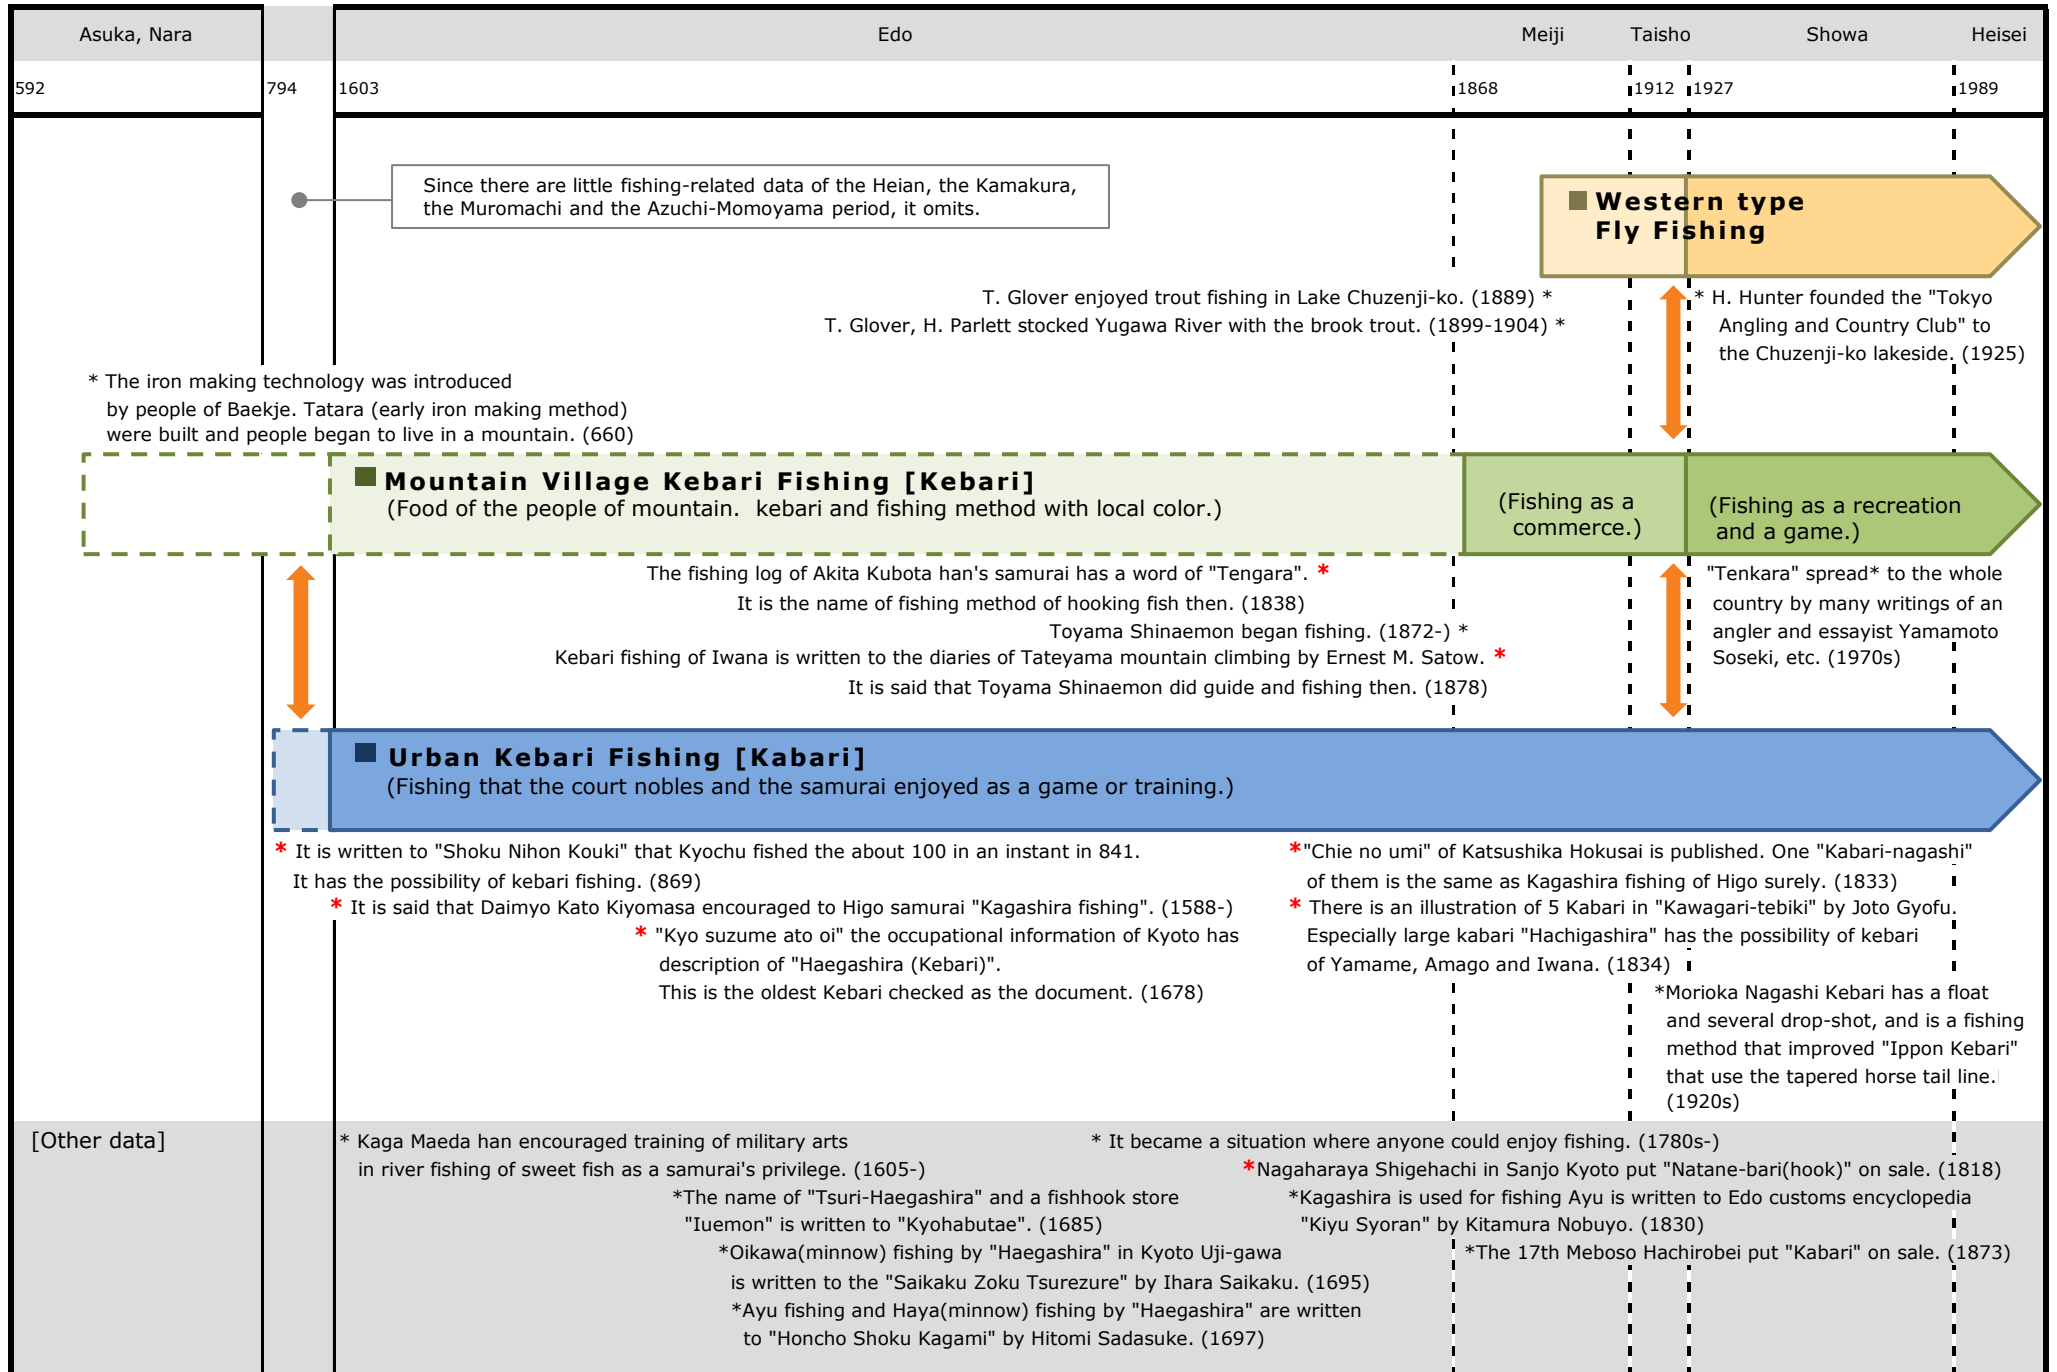 Asuka, Nara
Edo
Meiji
Taisho
Showa
Heisei
592
794
1603
1868
1912
1927
1989
Since there are little fishing-related data of the Heian, the Kamakura,
the Muromachi and the Azuchi-Momoyama period, it omits.
Western type
Fly Fishing
T. Glover enjoyed trout fishing in Lake Chuzenji-ko. (1889) *
T. Glover, H. Parlett stocked Yugawa River with the brook trout. (1899-1904) *
* H. Hunter founded the "Tokyo
Angling and Country Club" to
the Chuzenji-ko lakeside. (1925)
* The iron making technology was introduced
by people of Baekje. Tatara (early iron making method)
were built and people began to live in a mountain. (660)
Mountain Village Kebari Fishing [Kebari]
(Food of the people of mountain. kebari and fishing method with local color.)
(Fishing as a
commerce.)
(Fishing as a recreation
and a game.)
The fishing log of Akita Kubota han's samurai has a word of "Tengara". *
It is the name of fishing method of hooking fish then. (1838)
Toyama Shinaemon began fishing. (1872-) *
Kebari fishing of Iwana is written to the diaries of Tateyama mountain climbing by Ernest M. Satow. *
It is said that Toyama Shinaemon did guide and fishing then. (1878)
"Tenkara" spread* to the whole
country by many writings of an
angler and essayist Yamamoto
Soseki, etc. (1970s)
Urban Kebari Fishing [Kabari]
(Fishing that the court nobles and the samurai enjoyed as a game or training.)
* It is written to "Shoku Nihon Kouki" that Kyochu fished the about 100 in an instant in 841.
It has the possibility of kebari fishing. (869)
* It is said that Daimyo Kato Kiyomasa encouraged to Higo samurai "Kagashira fishing". (1588-)
* "Kyo suzume ato oi" the occupational information of Kyoto has
description of "Haegashira (Kebari)".
This is the oldest Kebari checked as the document. (1678)
*"Chie no umi" of Katsushika Hokusai is published. One "Kabari-nagashi"
of them is the same as Kagashira fishing of Higo surely. (1833)
* There is an illustration of 5 Kabari in "Kawagari-tebiki" by Joto Gyofu.
Especially large kabari "Hachigashira" has the possibility of kebari
of Yamame, Amago and Iwana. (1834)
*Morioka Nagashi Kebari has a float
and several drop-shot, and is a fishing
method that improved "Ippon Kebari"
that use the tapered horse tail line.
(1920s)
[Other data]
* Kaga Maeda han encouraged training of military arts
in river fishing of sweet fish as a samurai's privilege. (1605-)
*The name of "Tsuri-Haegashira" and a fishhook store
"Iuemon" is written to "Kyohabutae". (1685)
*Oikawa(minnow) fishing by "Haegashira" in Kyoto Uji-gawa
is written to the "Saikaku Zoku Tsurezure" by Ihara Saikaku. (1695)
*Ayu fishing and Haya(minnow) fishing by "Haegashira" are written
to "Honcho Shoku Kagami" by Hitomi Sadasuke. (1697)
* It became a situation where anyone could enjoy fishing. (1780s-)
*Nagaharaya Shigehachi in Sanjo Kyoto put "Natane-bari(hook)" on sale. (1818)
*Kagashira is used for fishing Ayu is written to Edo customs encyclopedia
"Kiyu Syoran" by Kitamura Nobuyo. (1830)
*The 17th Meboso Hachirobei put "Kabari" on sale. (1873)